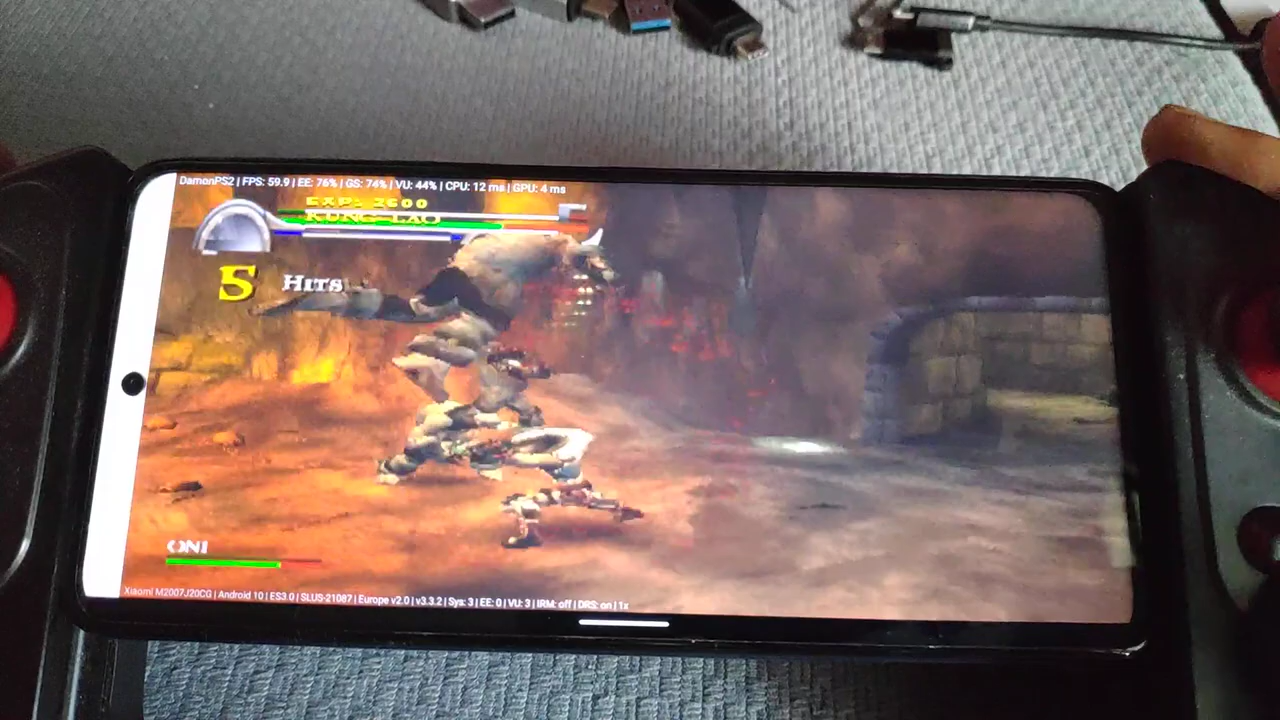 DamonPS2 | FPS: 59.9 | EE: 76% | GS: 74% | VU: 44% | CPU: 12 ms | GPU: 4 ms
EXP: 2600
KUNG LAO
5 HITS
ONI
Xiaomi M2007J20CG | Android 10 | ES3.0 | SLUS-21087 | Europe v2.0 | v3.3.2 | Sys: 3 | EE: 0 | VU: 3 | IRM: off | DRS: on | 1x